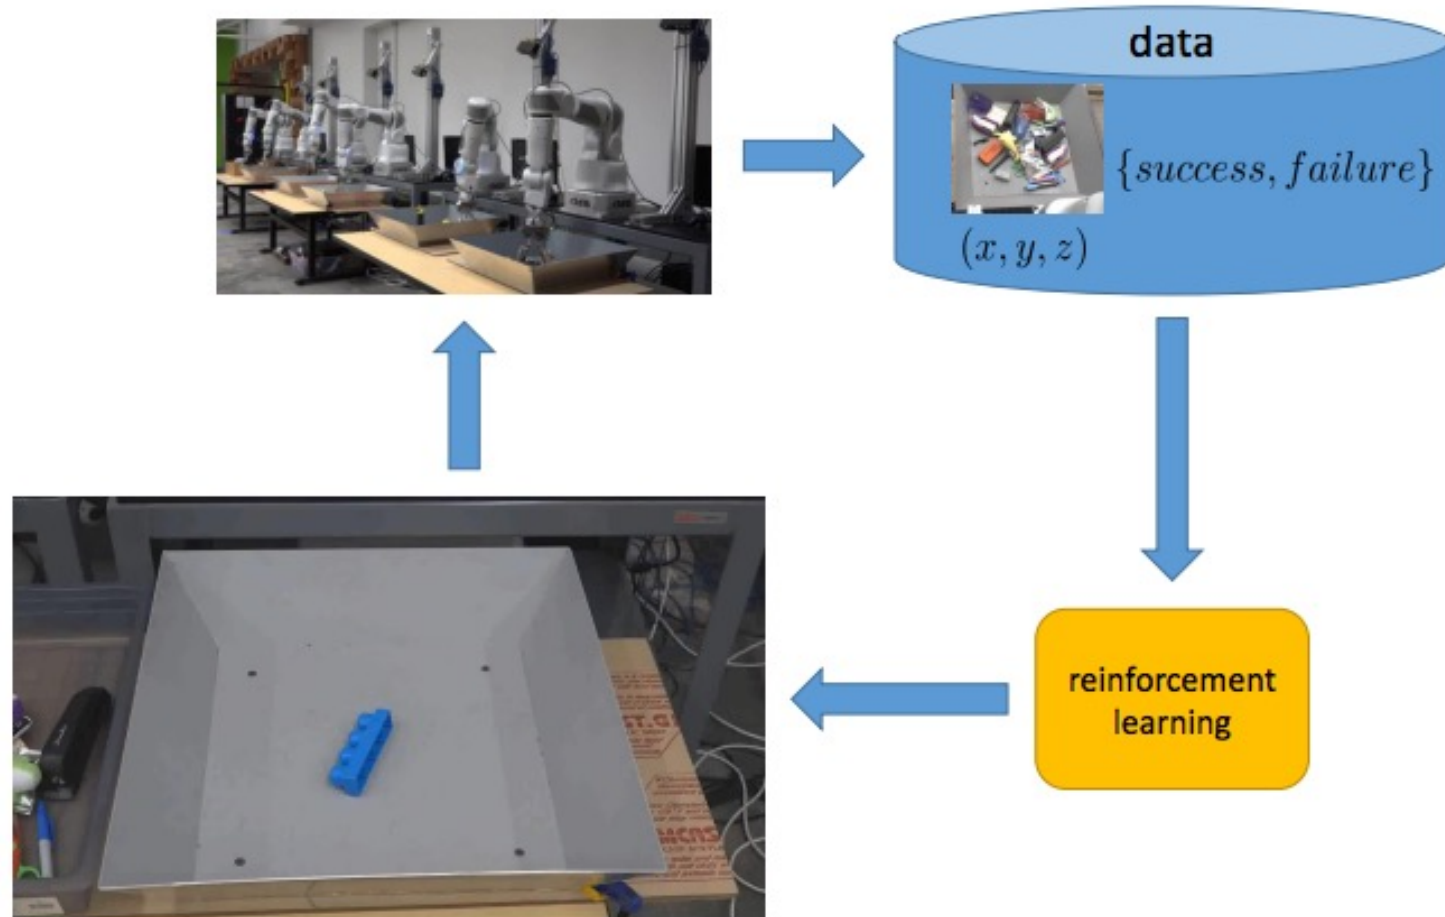 data
{success, failure}
(x, y, z)
reinforcement
learning